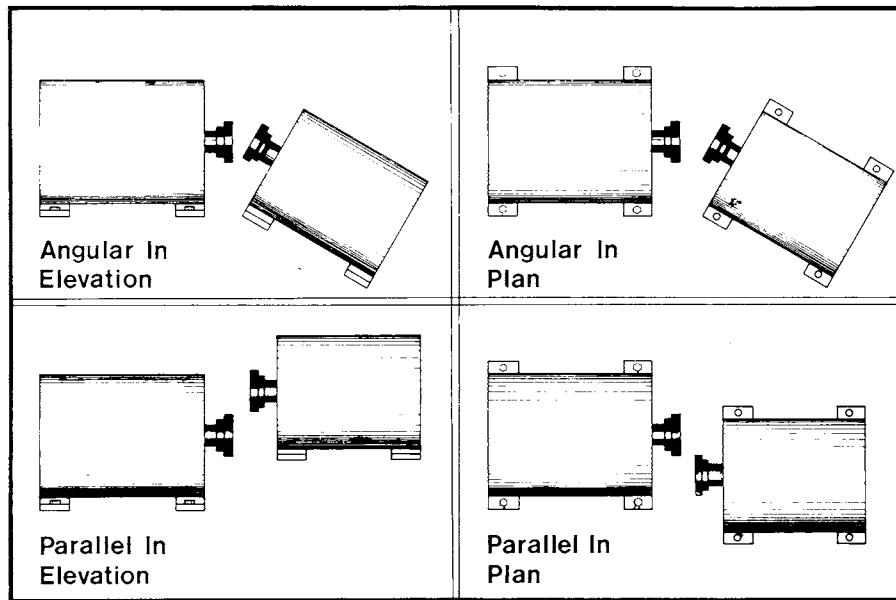 Angular In
Elevation
Angular In
Plan
Parallel In
Elevation
Parallel In
Plan